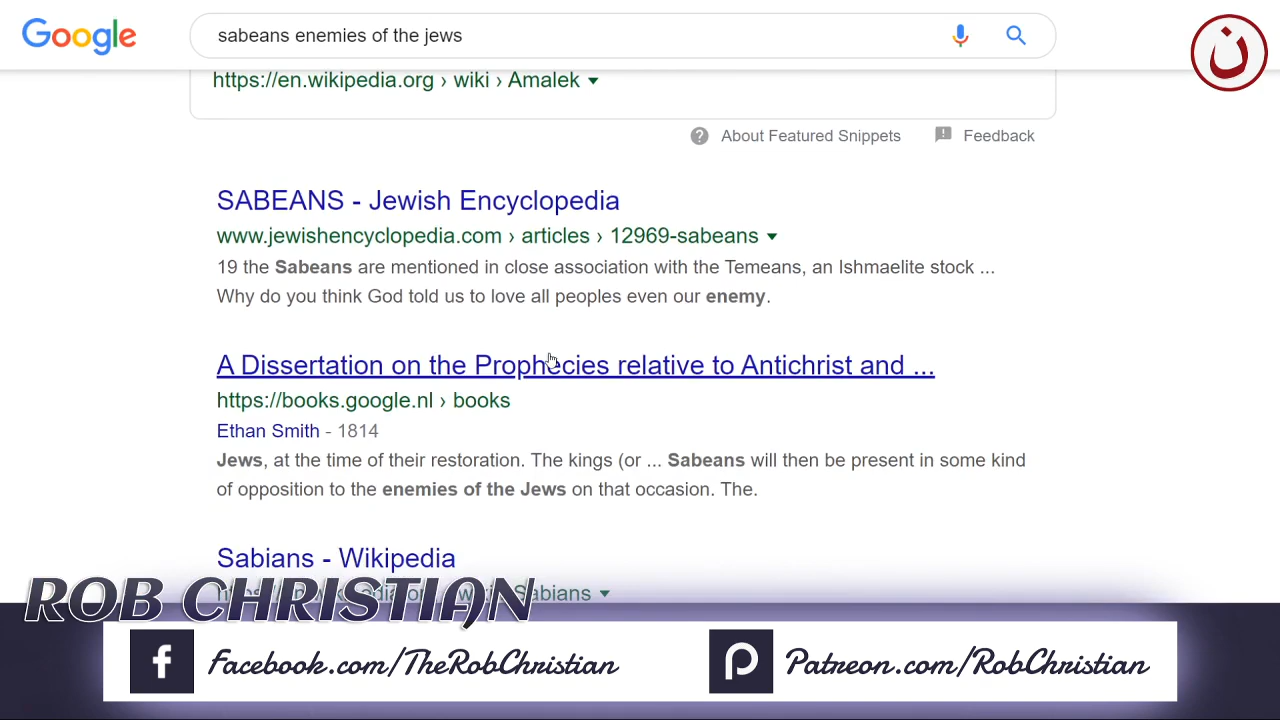 Google
sabeans enemies of the jews
ن
https://en.wikipedia.org › wiki › Amalek
About Featured Snippets
Feedback
SABEANS - Jewish Encyclopedia
www.jewishencyclopedia.com › articles › 12969-sabeans
19 the Sabeans are mentioned in close association with the Temeans, an Ishmaelite stock ...
Why do you think God told us to love all peoples even our enemy.
A Dissertation on the Prophecies relative to Antichrist and ...
https://books.google.nl › books
Ethan Smith - 1814
Jews, at the time of their restoration. The kings (or ... Sabeans will then be present in some kind
of opposition to the enemies of the Jews on that occasion. The.
Sabians - Wikipedia
Sabians
ROB CHRISTIAN
Facebook.com/TheRobChristian
Patreon.com/RobChristian